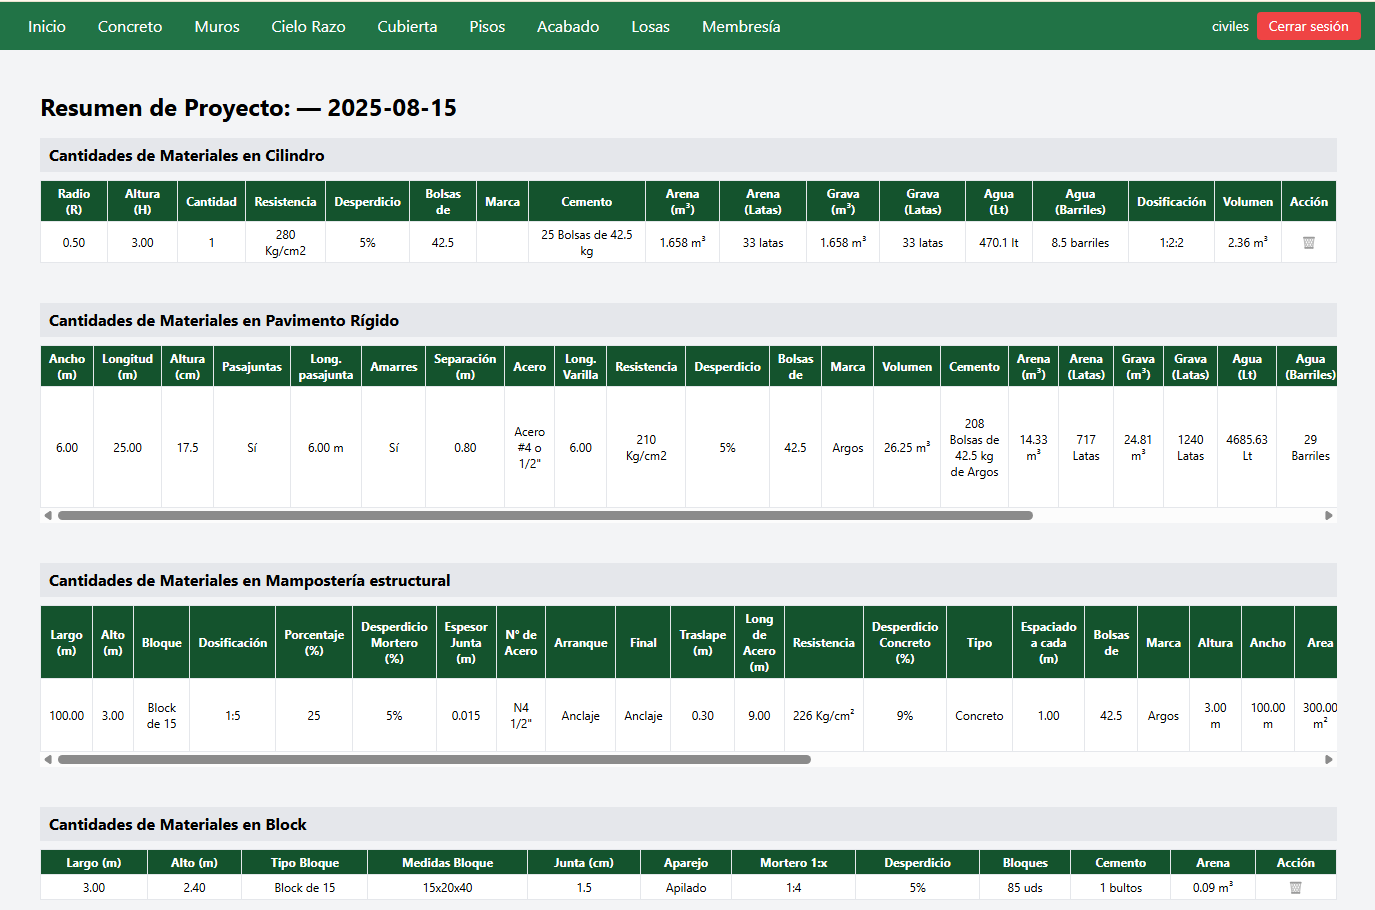 Inicio Concreto Muros Cielo Razo Cubierta Pisos Acabado Losas Membresía civiles Cerrar sesión
Resumen de Proyecto: — 2025-08-15
Cantidades de Materiales en Cilindro
Radio (R) Altura (H) Cantidad Resistencia Desperdicio Bolsas de Marca Cemento Arena (m³) Arena (Latas) Grava (m³) Grava (Latas) Agua (Lt) Agua (Barriles) Dosificación Volumen Acción
0.50 3.00 1 280 Kg/cm2 5% 42.5 25 Bolsas de 42.5 kg 1.658 m³ 33 latas 1.658 m³ 33 latas 470.1 lt 8.5 barriles 1:2:2 2.36 m³
Cantidades de Materiales en Pavimento Rígido
Ancho (m) Longitud (m) Altura (cm) Pasajuntas Long. pasajunta Amarres Separación (m) Acero Long. Varilla Resistencia Desperdicio Bolsas de Marca Volumen Cemento Arena (m³) Arena (Latas) Grava (m³) Grava (Latas) Agua (Lt) Agua (Barriles)
6.00 25.00 17.5 Sí 6.00 m Sí 0.80 Acero #4 o 1/2" 6.00 210 Kg/cm2 5% 42.5 Argos 26.25 m³ 208 Bolsas de 42.5 kg de Argos 14.33 m³ 717 Latas 24.81 m³ 1240 Latas 4685.63 Lt 29 Barriles
Cantidades de Materiales en Mampostería estructural
Largo (m) Alto (m) Bloque Dosificación Porcentaje (%) Desperdicio Mortero (%) Espesor Junta (m) N° de Acero Arranque Final Traslape (m) Long de Acero (m) Resistencia Desperdicio Concreto (%) Tipo Espaciado a cada (m) Bolsas de Marca Altura Ancho Area
100.00 3.00 Block de 15 1:5 25 5% 0.015 N4 1/2" Anclaje Anclaje 0.30 9.00 226 Kg/cm² 9% Concreto 1.00 42.5 Argos 3.00 m 100.00 m 300.00 m²
Cantidades de Materiales en Block
Largo (m) Alto (m) Tipo Bloque Medidas Bloque Junta (cm) Aparejo Mortero 1:x Desperdicio Bloques Cemento Arena Acción
3.00 2.40 Block de 15 15x20x40 1.5 Apilado 1:4 5% 85 uds 1 bultos 0.09 m³